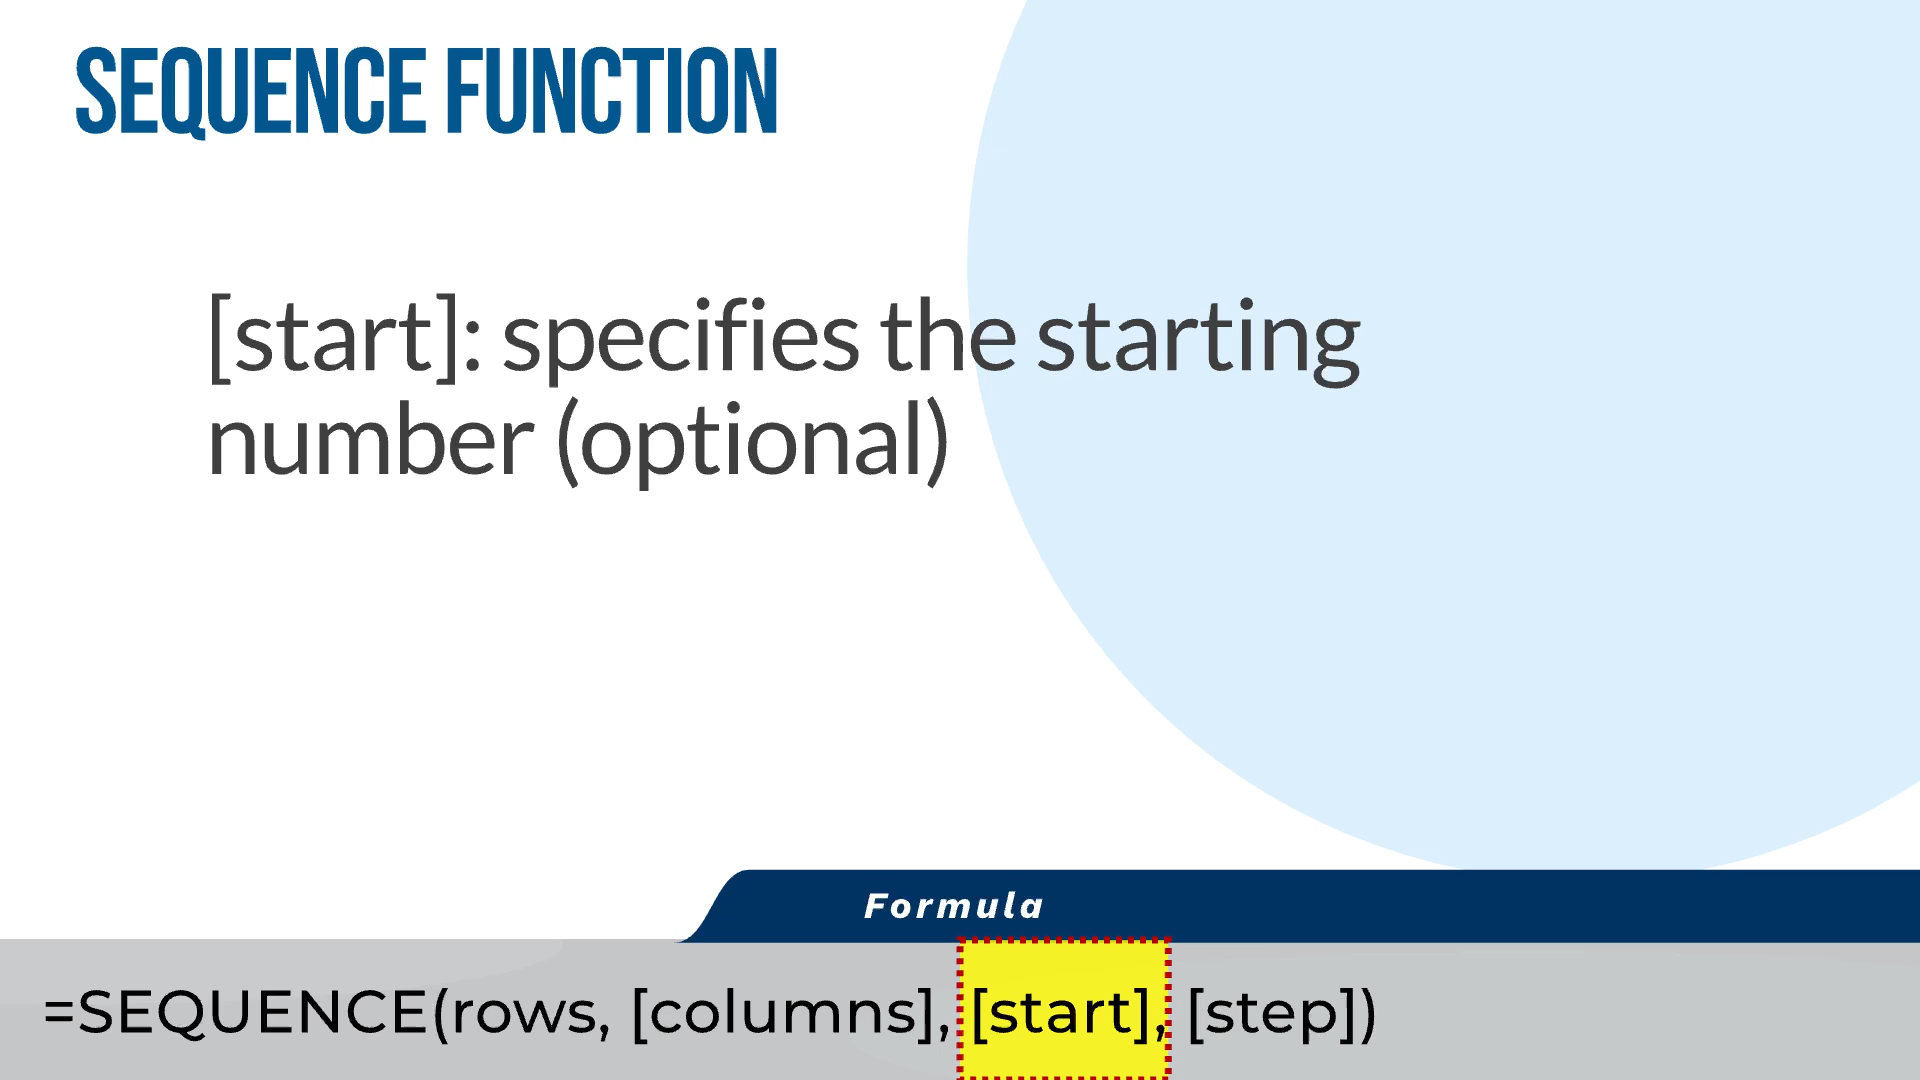 SEQUENCE FUNCTION
[start]: specifies the starting
number (optional)
Formula
=SEQUENCE(rows, [columns], [start], [step])